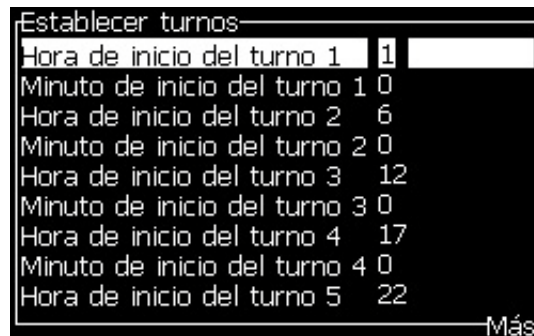 Establecer turnos
Hora de inicio del turno 1 1
Minuto de inicio del turno 1 0
Hora de inicio del turno 2 6
Minuto de inicio del turno 2 0
Hora de inicio del turno 3 12
Minuto de inicio del turno 3 0
Hora de inicio del turno 4 17
Minuto de inicio del turno 4 0
Hora de inicio del turno 5 22
Más